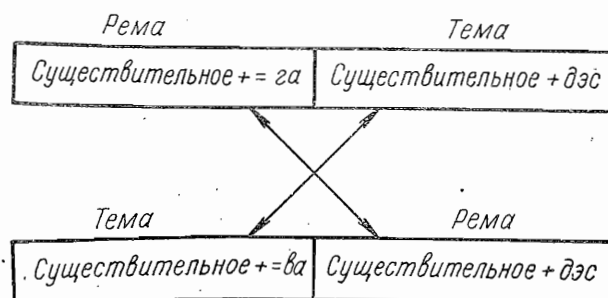 Рема Тема
Существительное + = га Существительное + дэс
Тема Рема
Существительное + = ва Существительное + дэс